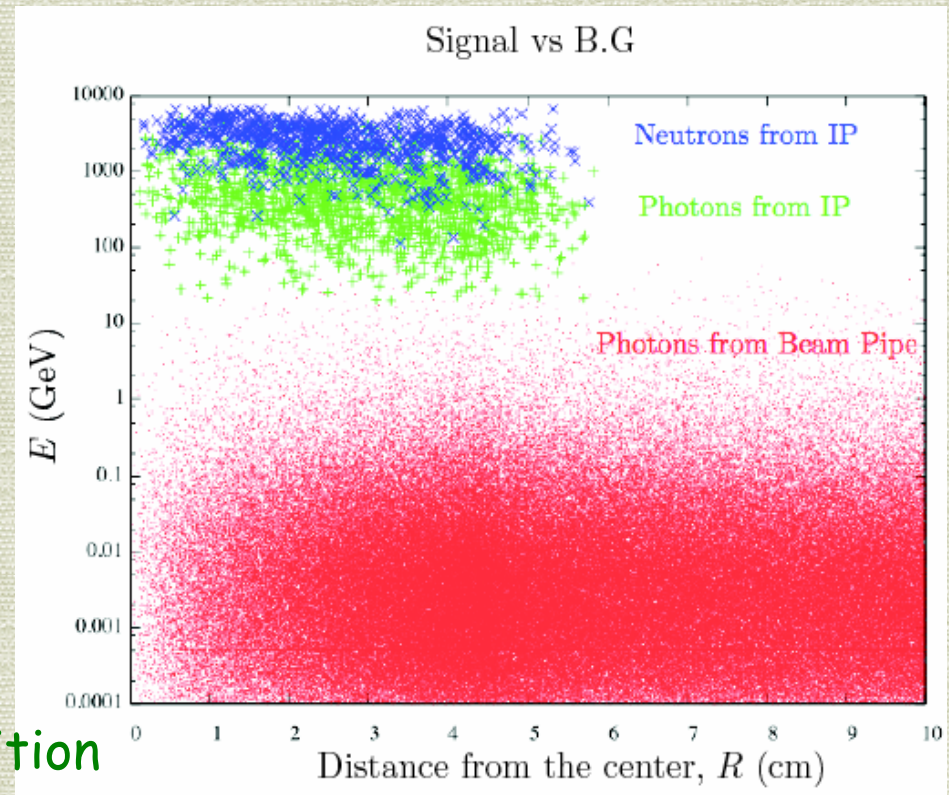 Signal vs B.G
10000
1000
100
10
1
0.1
0.01
0.001
0.0001
E (GeV)
Neutrons from IP
Photons from IP
Photons from Beam Pipe
0 1 2 3 4 5 6 7 8 9 10
Distance from the center, R (cm)
tion